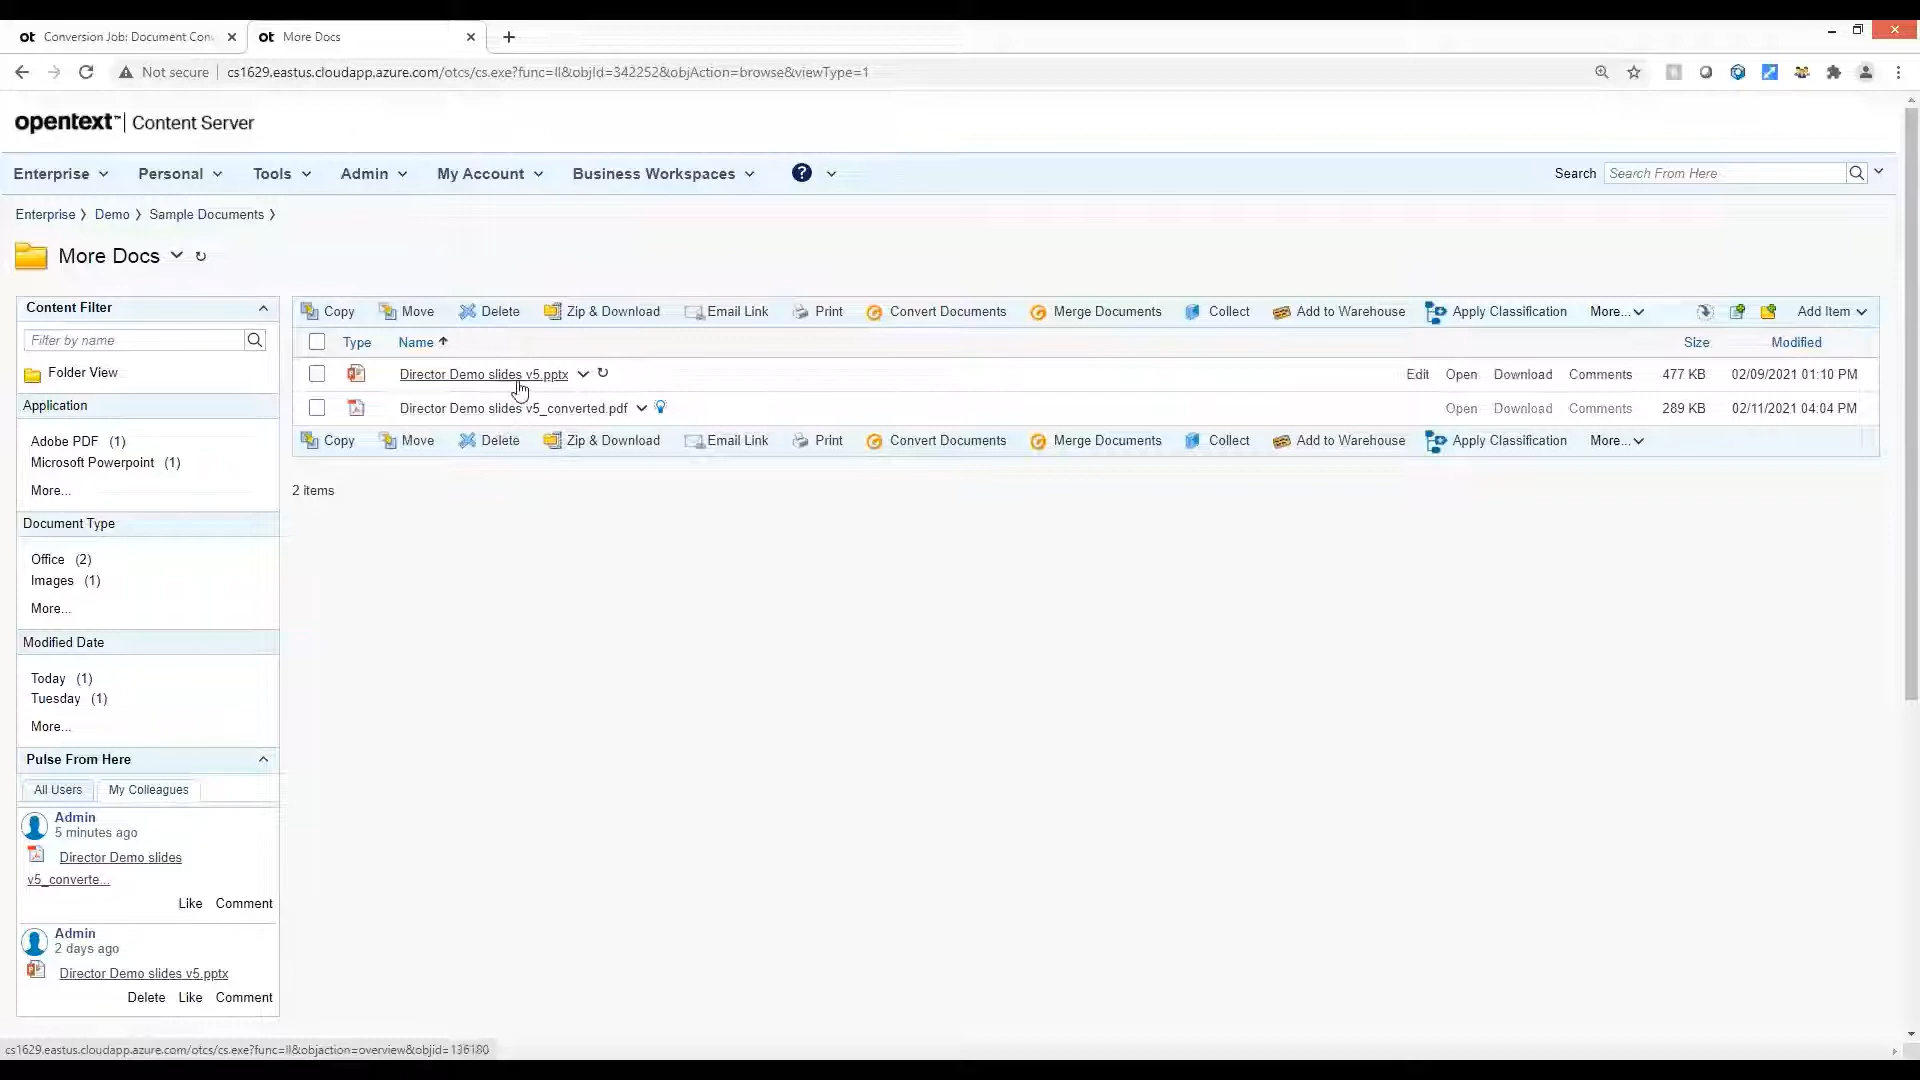 ot Conversion Job: Document Con
ot More Docs
Not secure cs1629.eastus.cloudapp.azure.com/otcs/cs.exe?func=ll&objId=342252&objAction=browse&viewType=1
opentext™ | Content Server
Enterprise Personal Tools Admin My Account Business Workspaces ? Search Search From Here
Enterprise > Demo > Sample Documents >
More Docs
Content Filter
Filter by name
Folder View
Application
Adobe PDF (1)
Microsoft Powerpoint (1)
More...
Document Type
Office (2)
Images (1)
More...
Modified Date
Today (1)
Tuesday (1)
More...
Pulse From Here
All Users My Colleagues
Admin
5 minutes ago
Director Demo slides
v5_converte...
Like Comment
Admin
2 days ago
Director Demo slides v5.pptx
Delete Like Comment
Copy Move Delete Zip & Download Email Link Print Convert Documents Merge Documents Collect Add to Warehouse Apply Classification More... Add Item
Type Name Size Modified
Director Demo slides v5.pptx Edit Open Download Comments 477 KB 02/09/2021 01:10 PM
Director Demo slides v5_converted.pdf Open Download Comments 289 KB 02/11/2021 04:04 PM
Copy Move Delete Zip & Download Email Link Print Convert Documents Merge Documents Collect Add to Warehouse Apply Classification More...
2 items
cs1629.eastus.cloudapp.azure.com/otcs/cs.exe?func=ll&objaction=overview&objid=136180